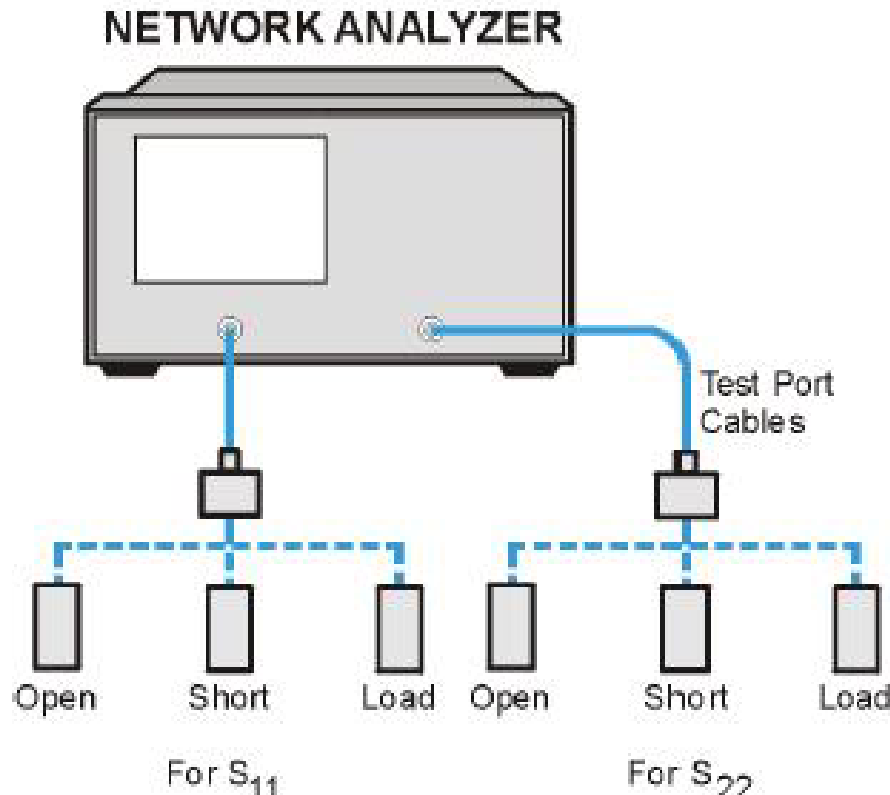 NETWORK ANALYZER
Test Port
Cables
Open Short Load Open Short Load
For S11 For S22